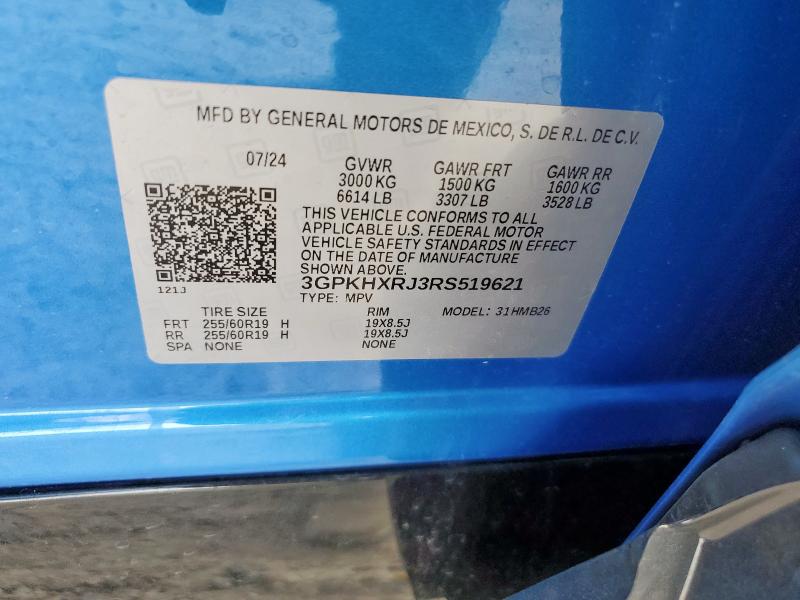 MFD BY GENERAL MOTORS DE MEXICO, S. DE R.L. DE C.V.
07/24 GVWR GAWR FRT GAWR RR
3000 KG 1500 KG 1600 KG
6614 LB 3307 LB 3528 LB
THIS VEHICLE CONFORMS TO ALL
APPLICABLE U.S. FEDERAL MOTOR
VEHICLE SAFETY STANDARDS IN EFFECT
ON THE DATE OF MANUFACTURE
SHOWN ABOVE.
3GPKHXRJ3RS519621
121J TYPE: MPV
TIRE SIZE RIM MODEL: 31HMB26
FRT 255/60R19 H 19X8.5J
RR 255/60R19 H 19X8.5J
SPA NONE NONE